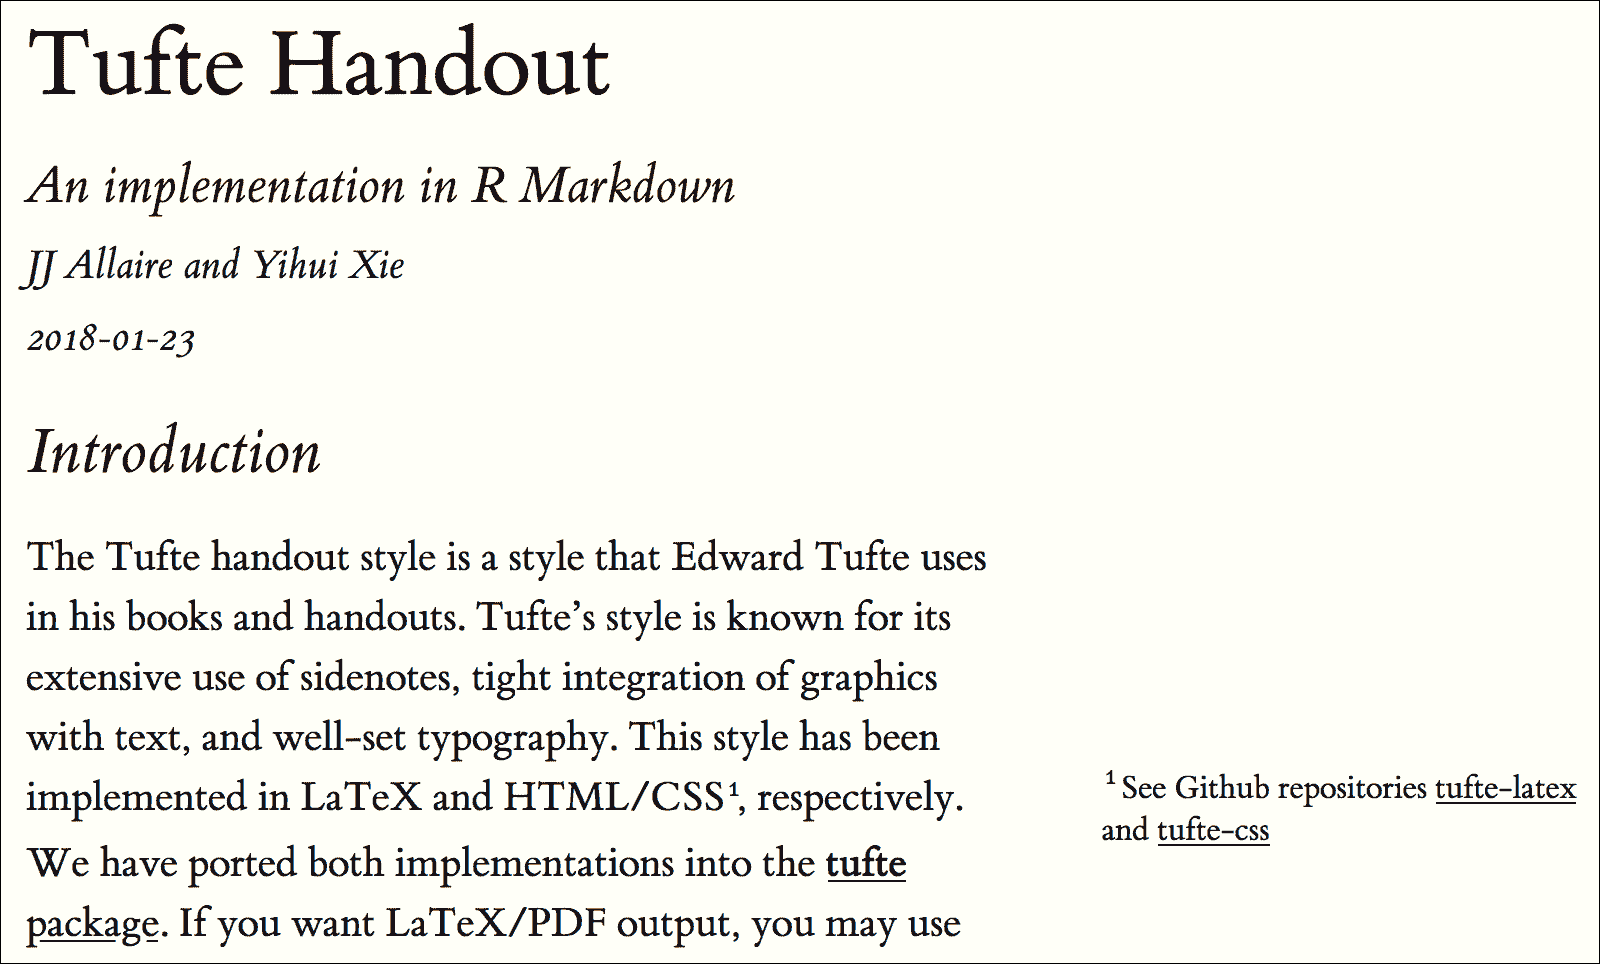 Tufte Handout
An implementation in R Markdown
JJ Allaire and Yihui Xie
2018-01-23
Introduction
The Tufte handout style is a style that Edward Tufte uses
in his books and handouts. Tufte’s style is known for its
extensive use of sidenotes, tight integration of graphics
with text, and well-set typography. This style has been
implemented in LaTeX and HTML/CSS¹, respectively.
We have ported both implementations into the tufte
package. If you want LaTeX/PDF output, you may use
¹ See Github repositories tufte-latex
and tufte-css